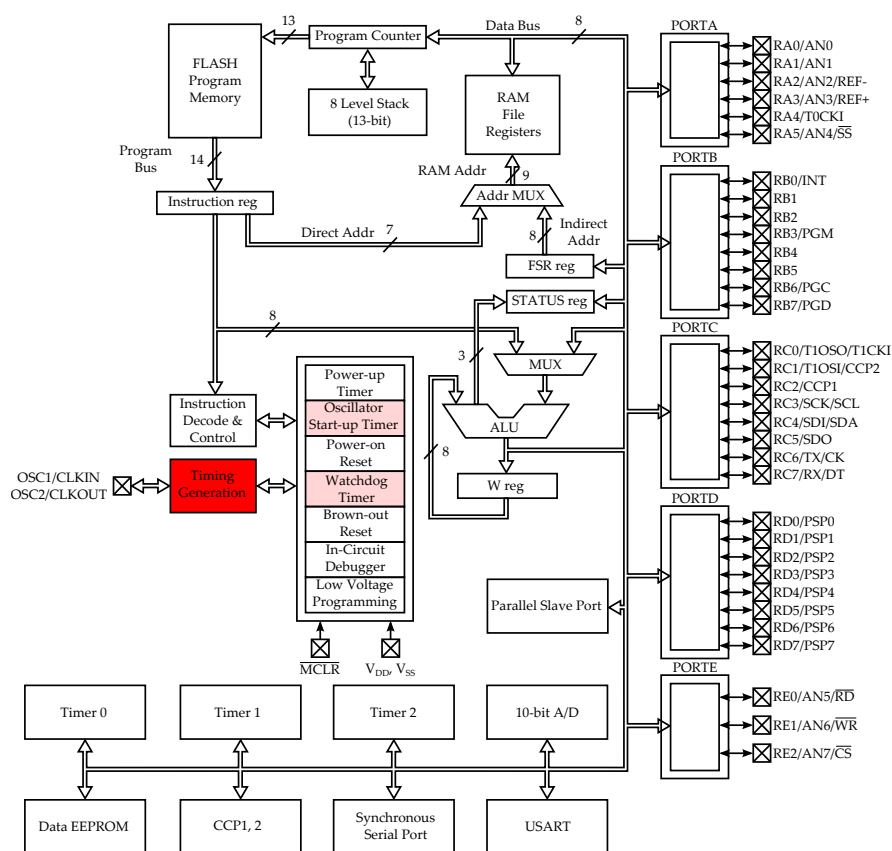 13
Program Counter
Data Bus
8
PORTA
FLASH
Program
Memory
8 Level Stack
(13-bit)
RAM
File
Registers
RA0/AN0
RA1/AN1
RA2/AN2/REF-
RA3/AN3/REF+
RA4/T0CKI
RA5/AN4/S̅S̅
Program
Bus
14
RAM Addr
9
PORTB
Instruction reg
Addr MUX
RB0/INT
RB1
RB2
RB3/PGM
RB4
RB5
RB6/PGC
RB7/PGD
Direct Addr
7
8
Indirect
Addr
FSR reg
STATUS reg
8
3
MUX
PORTC
RC0/T1OSO/T1CKI
RC1/T1OSI/CCP2
RC2/CCP1
RC3/SCK/SCL
RC4/SDI/SDA
RC5/SDO
RC6/TX/CK
RC7/RX/DT
Power-up
Timer
Oscillator
Start-up Timer
Power-on
Reset
Watchdog
Timer
Brown-out
Reset
In-Circuit
Debugger
Low Voltage
Programming
Instruction
Decode &
Control
ALU
8
W reg
OSC1/CLKIN
OSC2/CLKOUT
Timing
Generation
PORTD
RD0/PSP0
RD1/PSP1
RD2/PSP2
RD3/PSP3
RD4/PSP4
RD5/PSP5
RD6/PSP6
RD7/PSP7
Parallel Slave Port
M̅C̅L̅R̅
VDD, VSS
PORTE
RE0/AN5/R̅D̅
RE1/AN6/W̅R̅
RE2/AN7/C̅S̅
Timer 0
Timer 1
Timer 2
10-bit A/D
Data EEPROM
CCP1, 2
Synchronous
Serial Port
USART